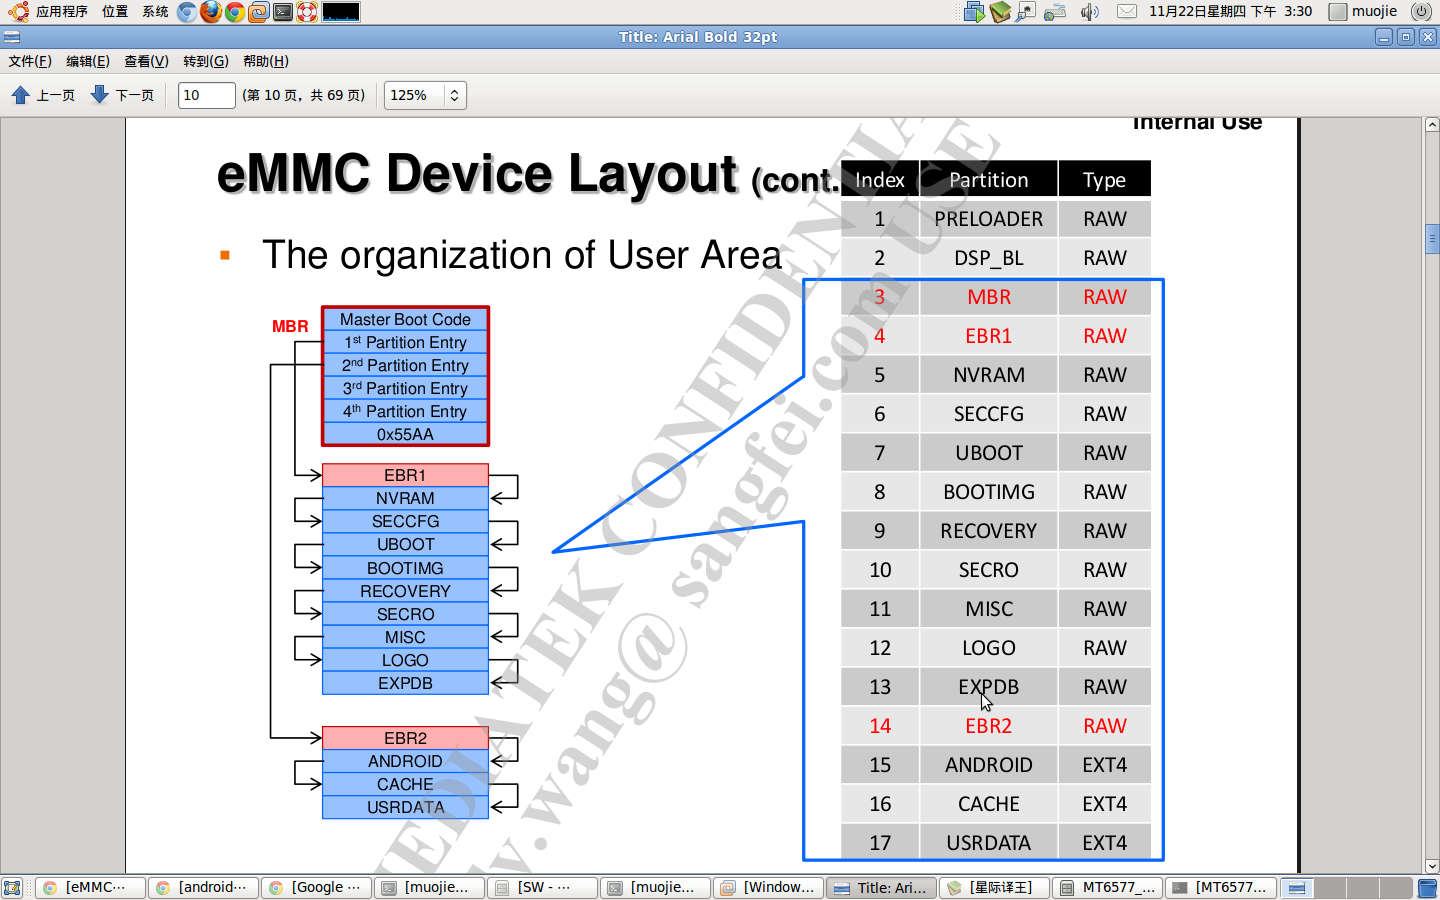 应用程序 位置 系统 11月22日星期四 下午 3:30 muojie
Title: Arial Bold 32pt
文件(F) 编辑(E) 查看(V) 转到(G) 帮助(H)
上一页 下一页 10 (第 10 页，共 69 页) 125%
Internal Use
eMMC Device Layout (cont.
The organization of User Area
MBR
Master Boot Code
1st Partition Entry
2nd Partition Entry
3rd Partition Entry
4th Partition Entry
0x55AA
EBR1
NVRAM
SECCFG
UBOOT
BOOTIMG
RECOVERY
SECRO
MISC
LOGO
EXPDB
EBR2
ANDROID
CACHE
USRDATA
Index Partition Type
1 PRELOADER RAW
2 DSP_BL RAW
3 MBR RAW
4 EBR1 RAW
5 NVRAM RAW
6 SECCFG RAW
7 UBOOT RAW
8 BOOTIMG RAW
9 RECOVERY RAW
10 SECRO RAW
11 MISC RAW
12 LOGO RAW
13 EXPDB RAW
14 EBR2 RAW
15 ANDROID EXT4
16 CACHE EXT4
17 USRDATA EXT4
EDIATEK CONFIDENTIA
y.wang@ sangfei.com USE
[eMMC… [android… [Google … [muojie… [SW - … [muojie… [Window… Title: Ari… [星际译王] MT6577_… [MT6577…